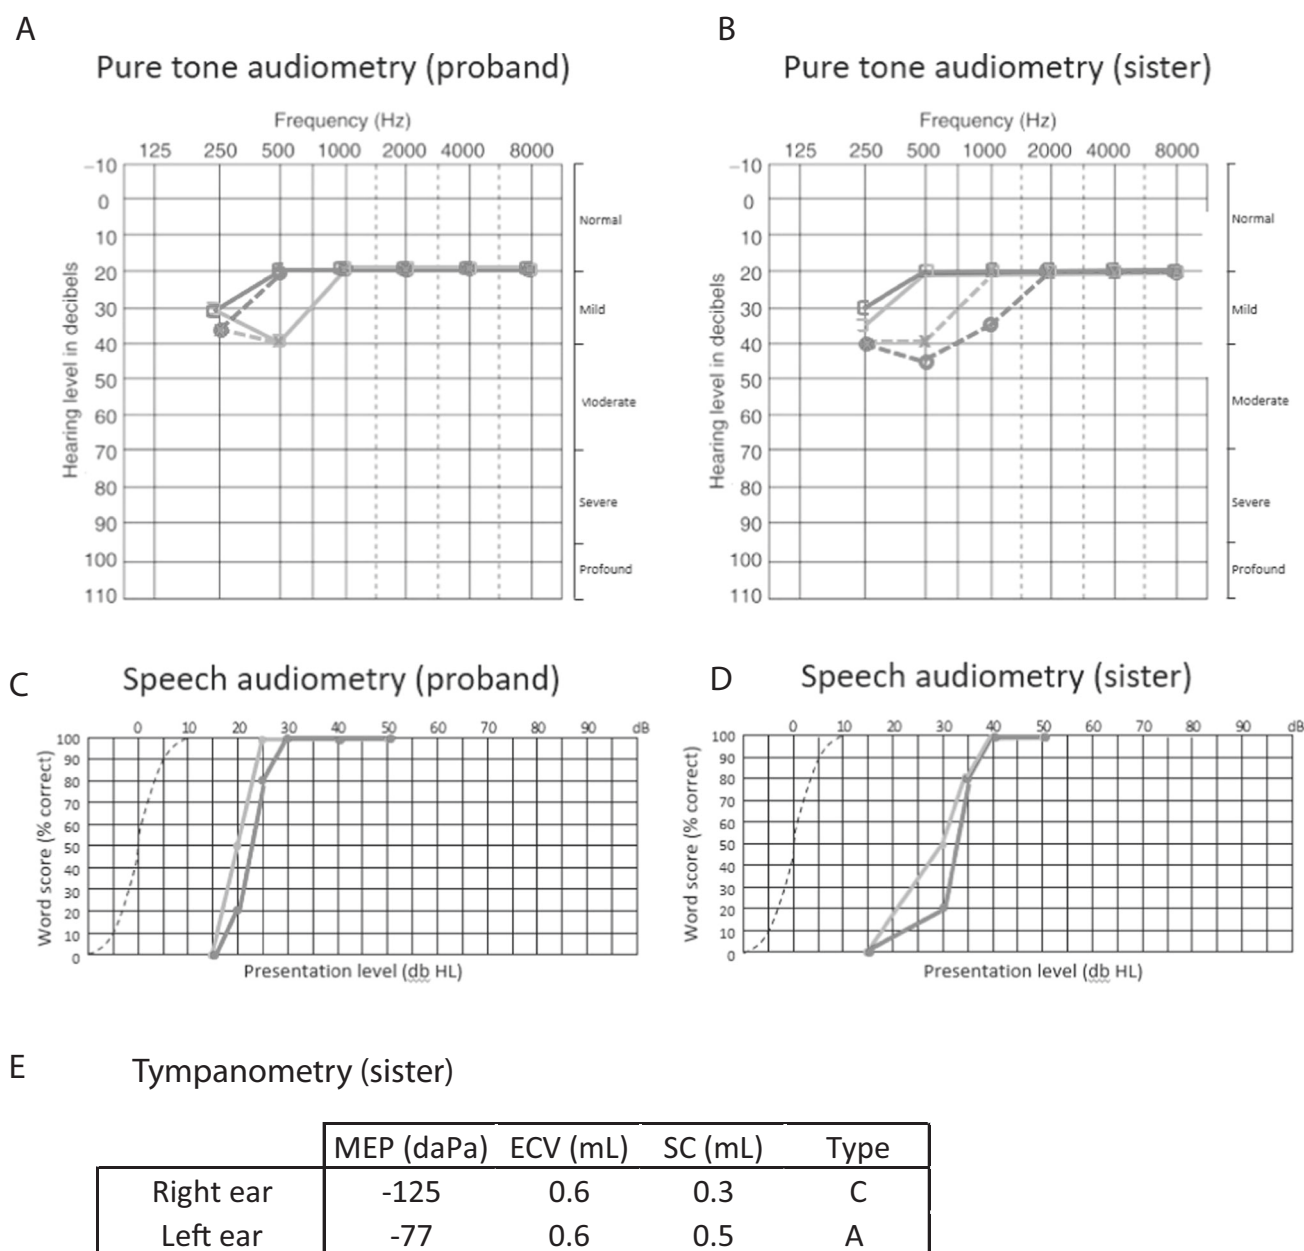 A
Pure tone audiometry (proband)
Frequency (Hz)
125 250 500 1000 2000 4000 8000
Hearing level in decibels
-10
0
10
20
30
40
50
60
70
80
90
100
110
Normal
Mild
Moderate
Severe
Profound
B
Pure tone audiometry (sister)
Frequency (Hz)
125 250 500 1000 2000 4000 8000
Hearing level in decibels
-10
0
10
20
30
40
50
60
70
80
90
100
110
Normal
Mild
Moderate
Severe
Profound
C
Speech audiometry (proband)
0 10 20 30 40 50 60 70 80 90 dB
Word score (% correct)
100
90
80
70
60
50
40
30
20
10
0
Presentation level (db HL)
D
Speech audiometry (sister)
0 10 20 30 40 50 60 70 80 90 dB
Word score (% correct)
100
90
80
70
60
50
40
30
20
10
0
Presentation level (db HL)
E
Tympanometry (sister)
MEP (daPa) ECV (mL) SC (mL) Type
Right ear -125 0.6 0.3 C
Left ear -77 0.6 0.5 A